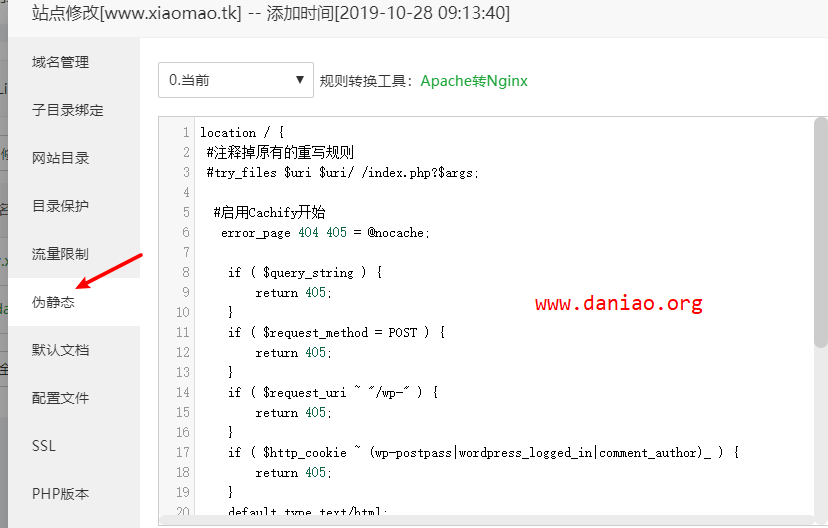 站点修改[www.xiaomao.tk] -- 添加时间[2019-10-28 09:13:40]
域名管理
子目录绑定
网站目录
目录保护
流量限制
伪静态
默认文档
配置文件
SSL
PHP版本
0.当前 ▼ 规则转换工具：Apache转Nginx
1 location / {
2 #注释掉原有的重写规则
3 #try_files $uri $uri/ /index.php?$args;
4
5 #启用Cachify开始
6 error_page 404 405 = @nocache;
7
8 if ( $query_string ) {
9 return 405;
10 }
11 if ( $request_method = POST ) {
12 return 405;
13 }
14 if ( $request_uri ~ "/wp-" ) {
15 return 405;
16 }
17 if ( $http_cookie ~ (wp-postpass|wordpress_logged_in|comment_author)_ ) {
18 return 405;
19 }
20 default_type text/html;
www.daniao.org